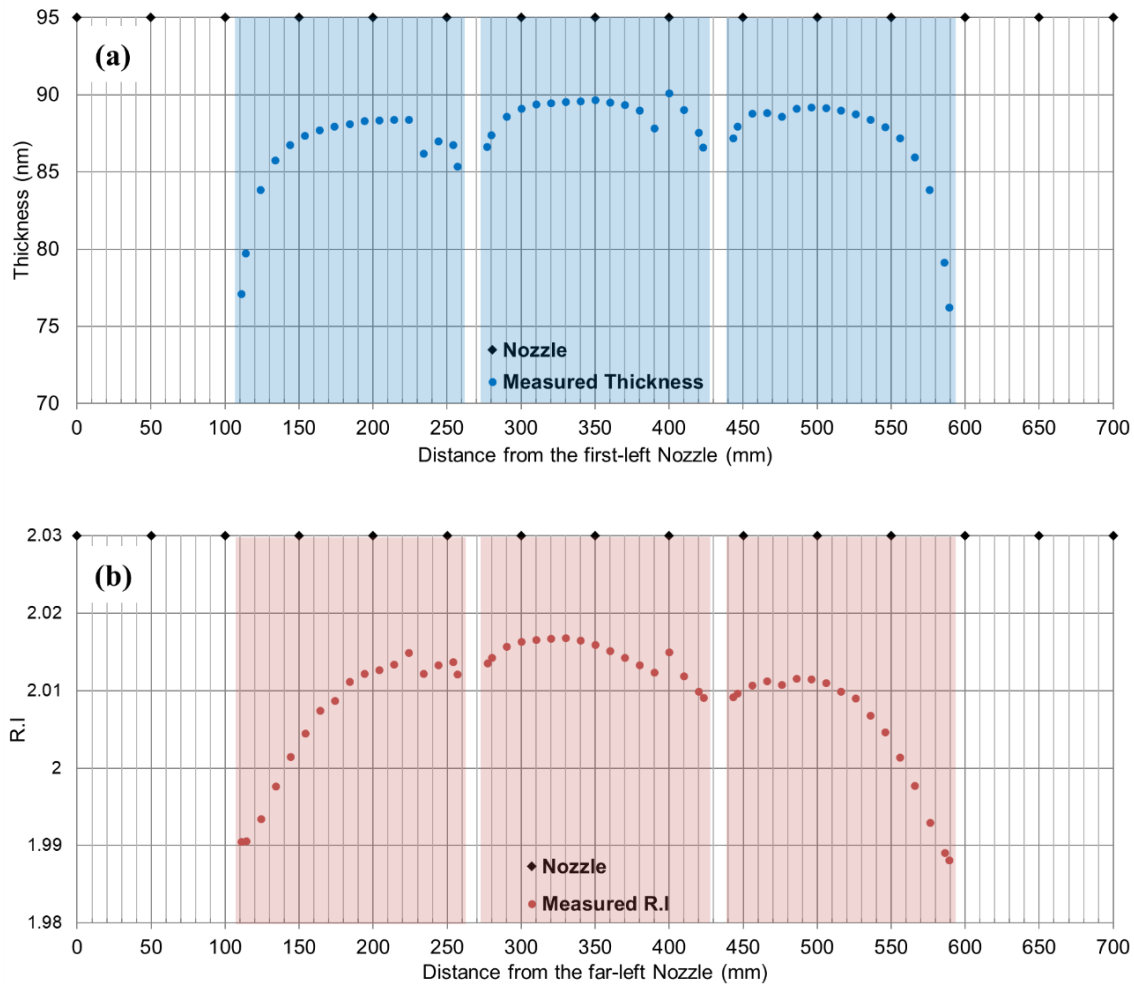 95
(a)
90
85
80
75
70
Thickness (nm)
Nozzle
Measured Thickness
0 50 100 150 200 250 300 350 400 450 500 550 600 650 700
Distance from the first-left Nozzle (mm)
2.03
(b)
2.02
2.01
2
1.99
1.98
R.I
Nozzle
Measured R.I
0 50 100 150 200 250 300 350 400 450 500 550 600 650 700
Distance from the far-left Nozzle (mm)